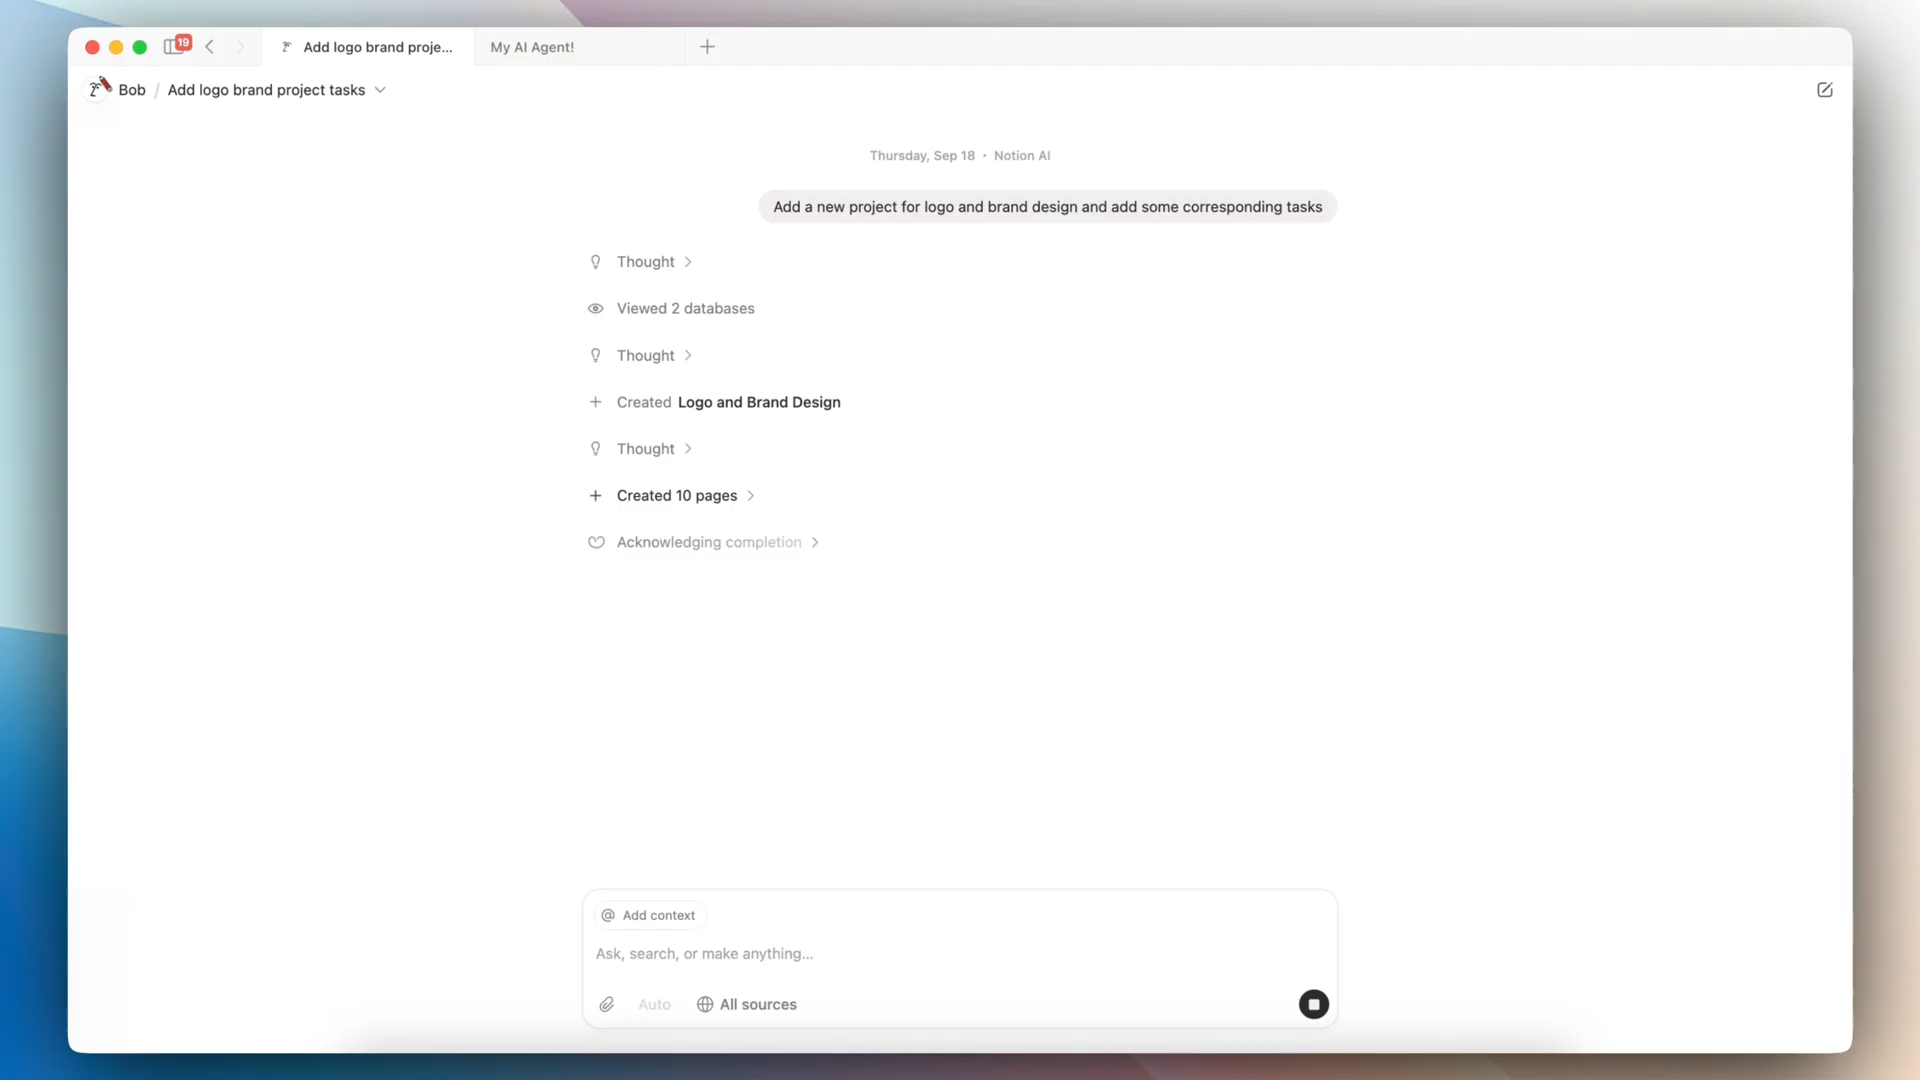 19
Add logo brand proje...
My AI Agent!
Bob / Add logo brand project tasks
Thursday, Sep 18 • Notion AI
Add a new project for logo and brand design and add some corresponding tasks
Thought
Viewed 2 databases
Thought
Created Logo and Brand Design
Thought
Created 10 pages
Acknowledging completion
@ Add context
Ask, search, or make anything...
Auto
All sources